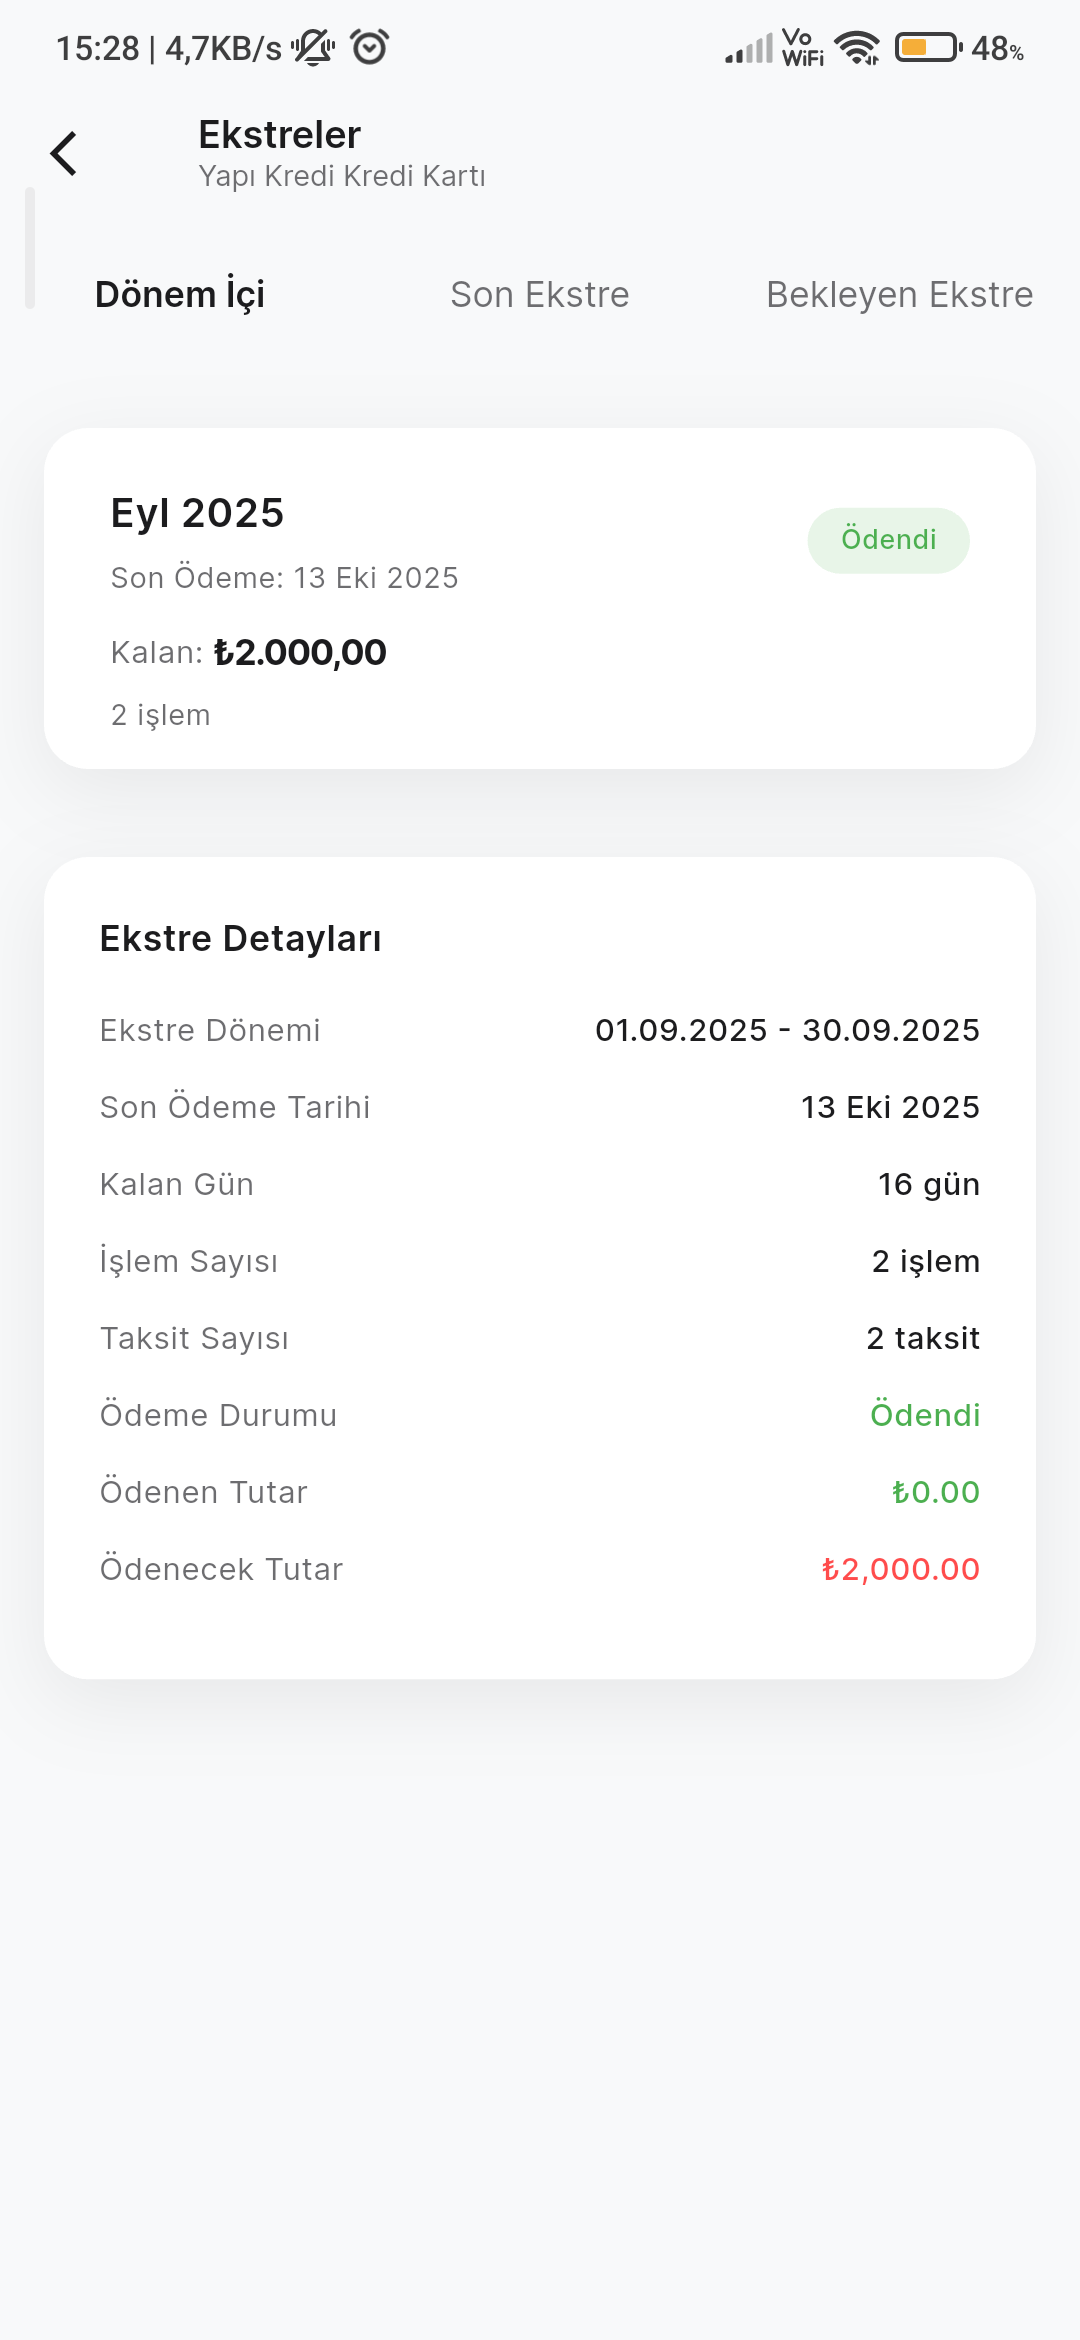 15:28 | 4,7KB/s
Vo
WiFi
48%
Ekstreler
Yapı Kredi Kredi Kartı
Dönem İçi
Son Ekstre
Bekleyen Ekstre
Eyl 2025
Ödendi
Son Ödeme: 13 Eki 2025
Kalan: ₺2.000,00
2 işlem
Ekstre Detayları
Ekstre Dönemi 01.09.2025 - 30.09.2025
Son Ödeme Tarihi 13 Eki 2025
Kalan Gün 16 gün
İşlem Sayısı 2 işlem
Taksit Sayısı 2 taksit
Ödeme Durumu Ödendi
Ödenen Tutar ₺0.00
Ödenecek Tutar ₺2,000.00